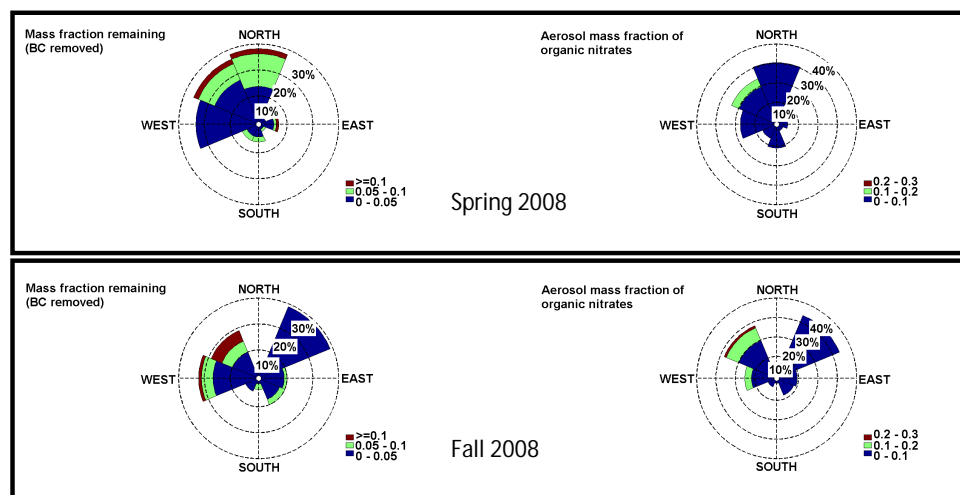 Mass fraction remaining
(BC removed)
NORTH
30%
20%
10%
WEST
EAST
SOUTH
>=0.1
0.05 - 0.1
0 - 0.05
Spring 2008
Aerosol mass fraction of
organic nitrates
NORTH
40%
30%
20%
10%
WEST
EAST
SOUTH
0.2 - 0.3
0.1 - 0.2
0 - 0.1
Mass fraction remaining
(BC removed)
NORTH
30%
20%
10%
WEST
EAST
SOUTH
>=0.1
0.05 - 0.1
0 - 0.05
Fall 2008
Aerosol mass fraction of
organic nitrates
NORTH
40%
30%
20%
10%
WEST
EAST
SOUTH
0.2 - 0.3
0.1 - 0.2
0 - 0.1